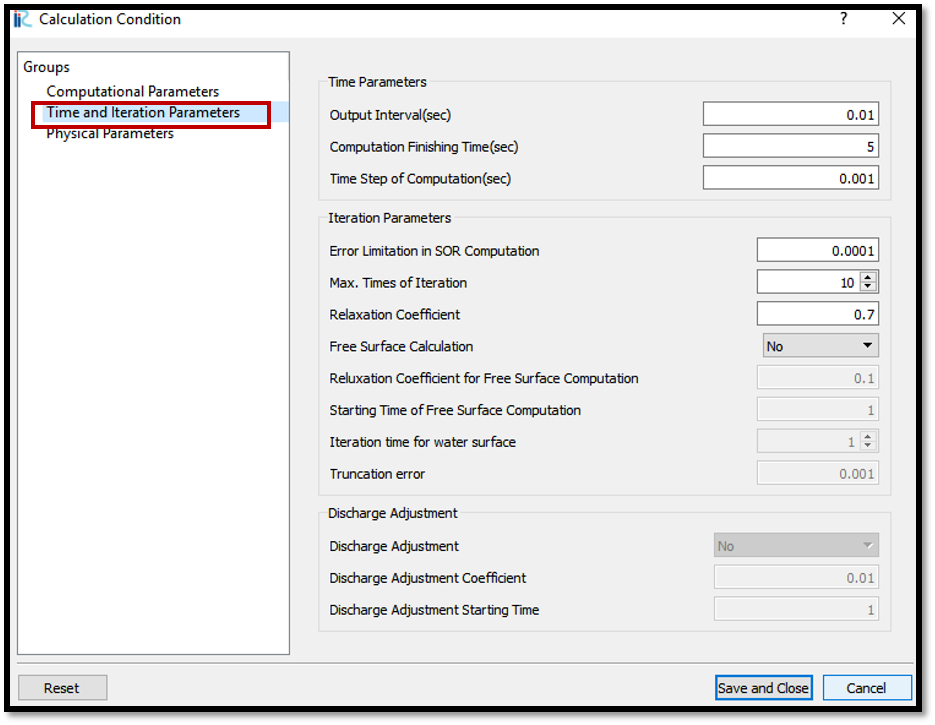 iRIC Calculation Condition ? ×
Groups
Computational Parameters
Time and Iteration Parameters
Physical Parameters
Time Parameters
Output Interval(sec) 0.01
Computation Finishing Time(sec) 5
Time Step of Computation(sec) 0.001
Iteration Parameters
Error Limitation in SOR Computation 0.0001
Max. Times of Iteration 10
Relaxation Coefficient 0.7
Free Surface Calculation No
Reluxation Coefficient for Free Surface Computation 0.1
Starting Time of Free Surface Computation 1
Iteration time for water surface 1
Truncation error 0.001
Discharge Adjustment
Discharge Adjustment No
Discharge Adjustment Coefficient 0.01
Discharge Adjustment Starting Time 1
Reset Save and Close Cancel